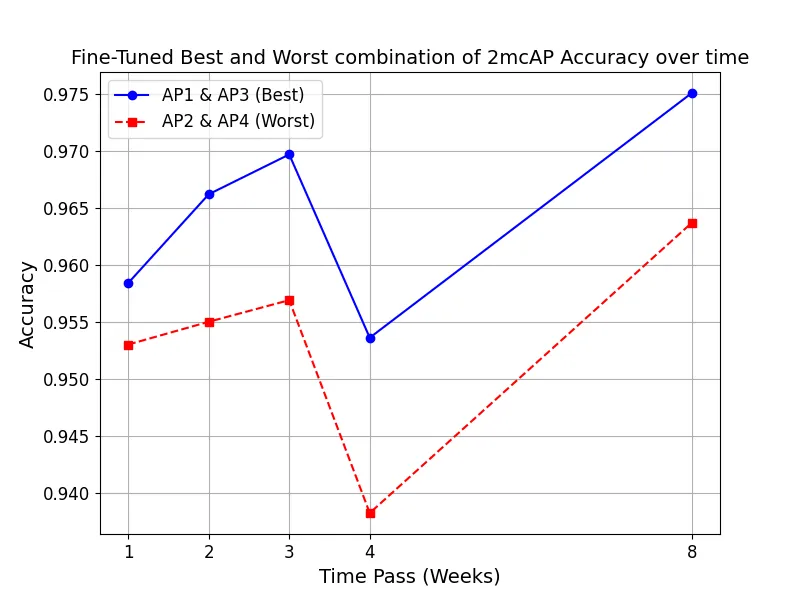 Fine-Tuned Best and Worst combination of 2mcAP Accuracy over time
AP1 & AP3 (Best)
AP2 & AP4 (Worst)
0.975
0.970
0.965
0.960
0.955
0.950
0.945
0.940
Accuracy
1 2 3 4 8
Time Pass (Weeks)